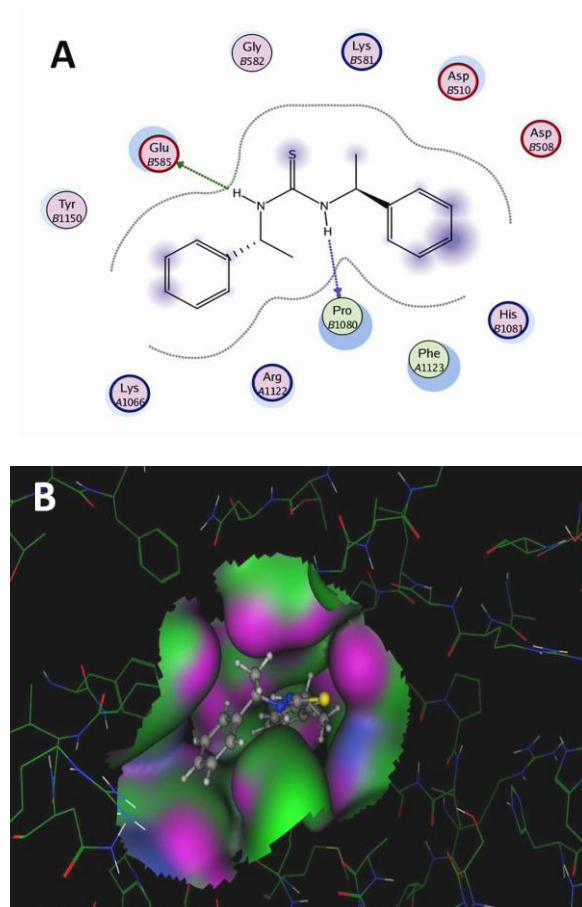 A
Gly
B582
Lys
B581
Asp
B510
Asp
B508
Glu
B585
Tyr
B1150
S
H
N
N
H
Pro
B1080
His
B1081
Phe
A1123
Arg
A1122
Lys
A1066
B